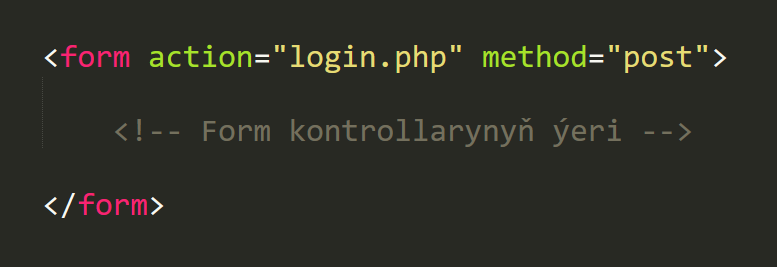 <form action="login.php" method="post">
<!-- Form kontrollarynyň ýeri -->
</form>